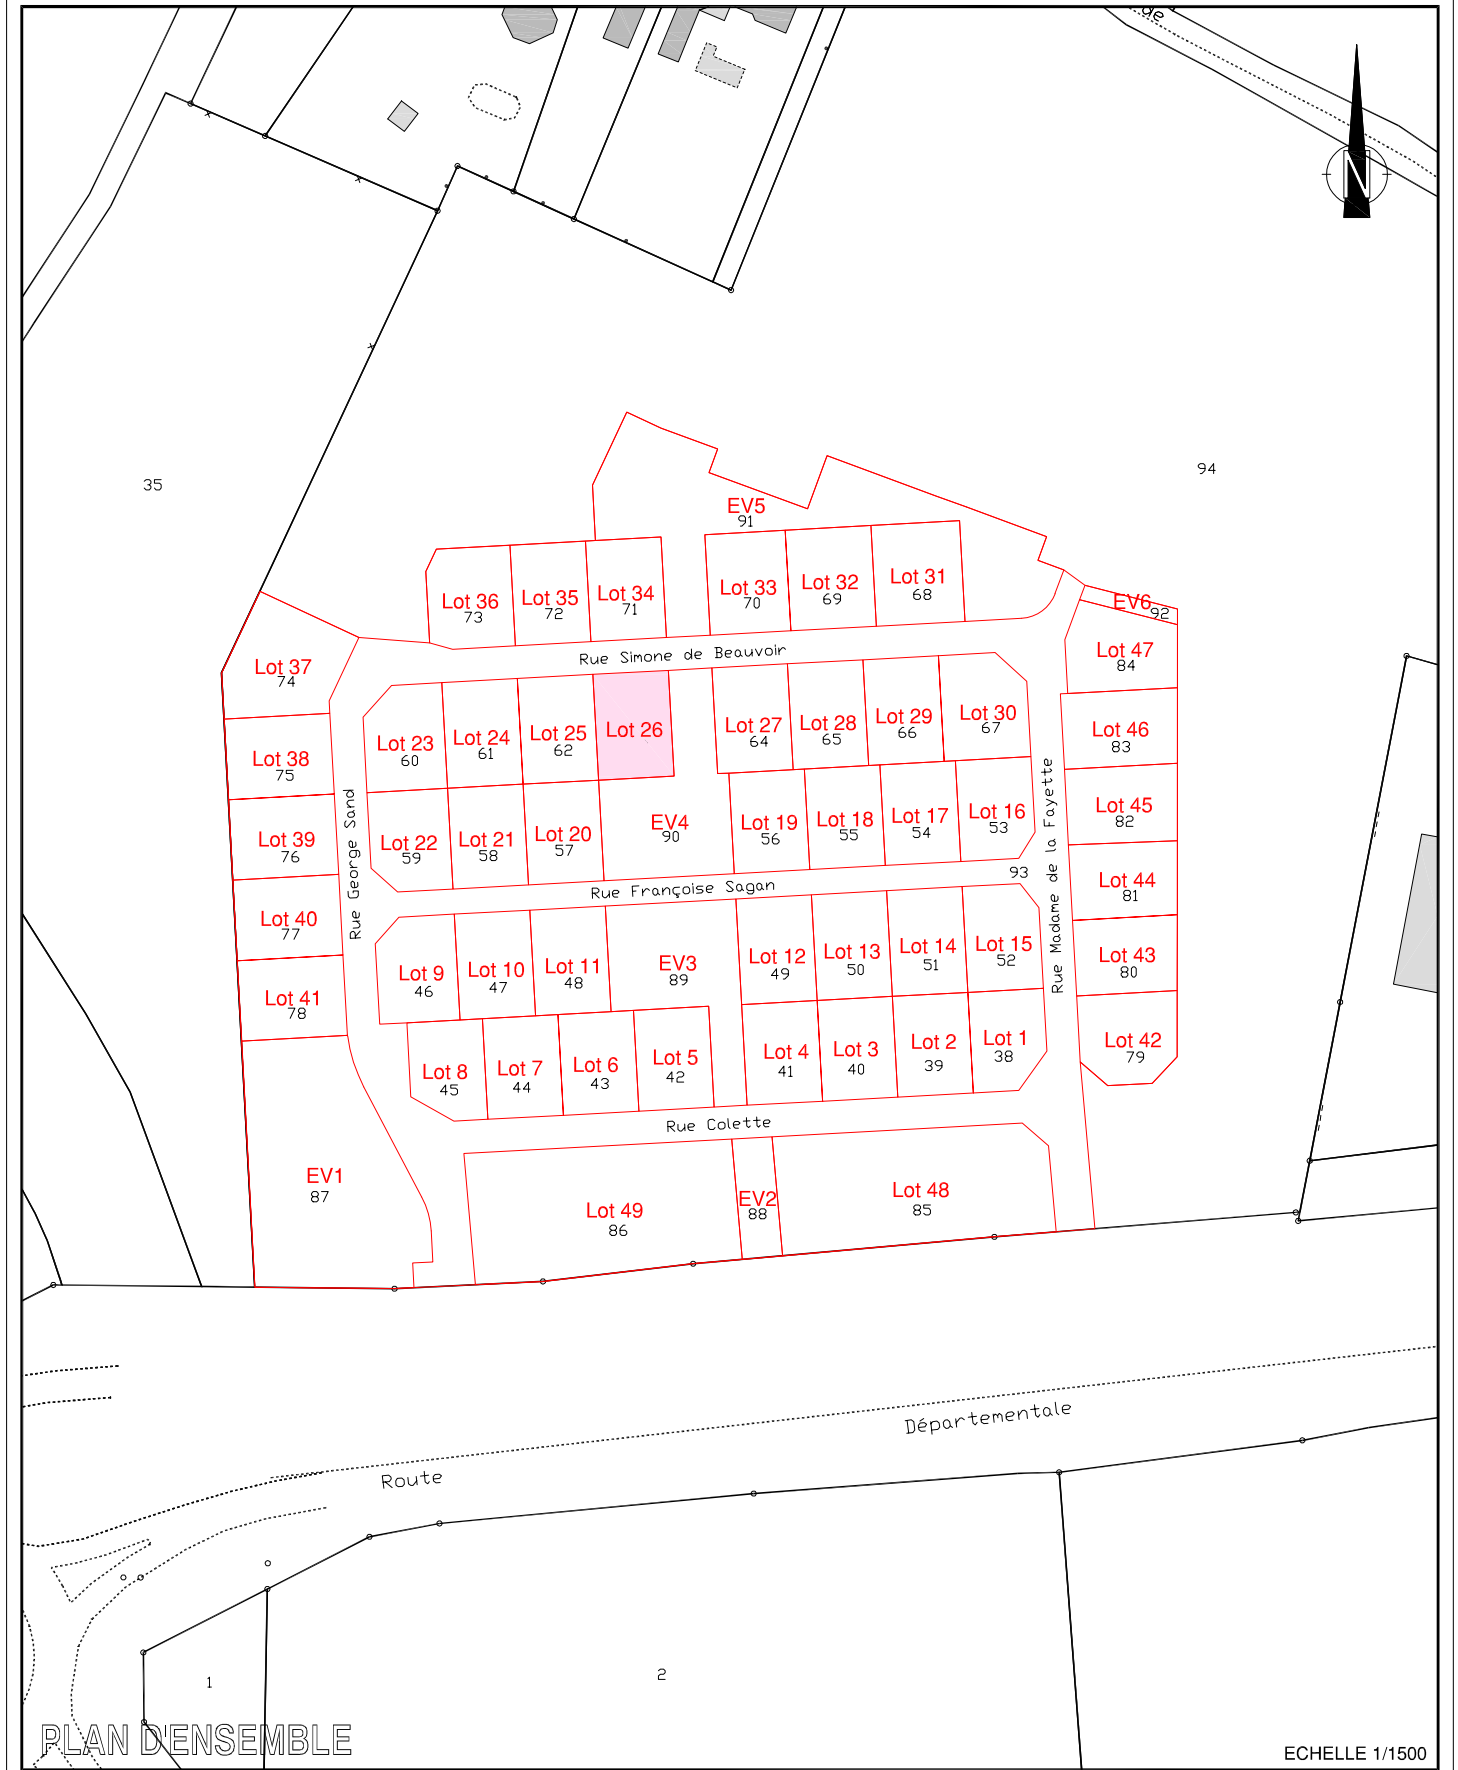 de
N
35
94
EV5
91
Lot 36
73
Lot 35
72
Lot 34
71
Lot 33
70
Lot 32
69
Lot 31
68
EV6
92
Rue Simone de Beauvoir
Lot 37
74
Lot 47
84
Lot 23
60
Lot 24
61
Lot 25
62
Lot 26
Lot 27
64
Lot 28
65
Lot 29
66
Lot 30
67
Lot 46
83
Lot 38
75
Rue George Sand
Rue Madame de la Fayette
Lot 22
59
Lot 21
58
Lot 20
57
EV4
90
Lot 19
56
Lot 18
55
Lot 17
54
Lot 16
53
Lot 45
82
Lot 39
76
Rue Françoise Sagan
93
Lot 44
81
Lot 40
77
Lot 9
46
Lot 10
47
Lot 11
48
EV3
89
Lot 12
49
Lot 13
50
Lot 14
51
Lot 15
52
Lot 43
80
Lot 41
78
Lot 8
45
Lot 7
44
Lot 6
43
Lot 5
42
Lot 4
41
Lot 3
40
Lot 2
39
Lot 1
38
Lot 42
79
Rue Colette
EV1
87
Lot 49
86
EV2
88
Lot 48
85
Route Départementale
1
2
PLAN D'ENSEMBLE
ECHELLE 1/1500